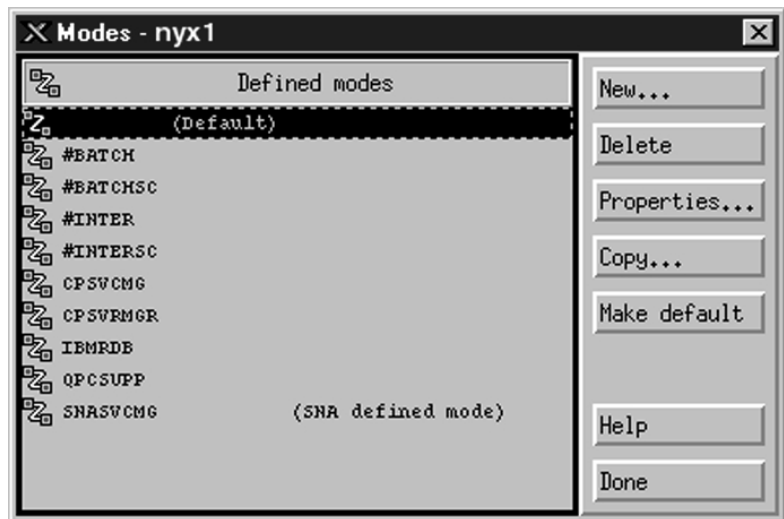 Modes - nyx1
Defined modes
(Default)
#BATCH
#BATCHSC
#INTER
#INTERSC
CPSVCMG
CPSVRMGR
IBMRDB
QPCSUPP
SNASVCMG (SNA defined mode)
New...
Delete
Properties...
Copy...
Make default
Help
Done